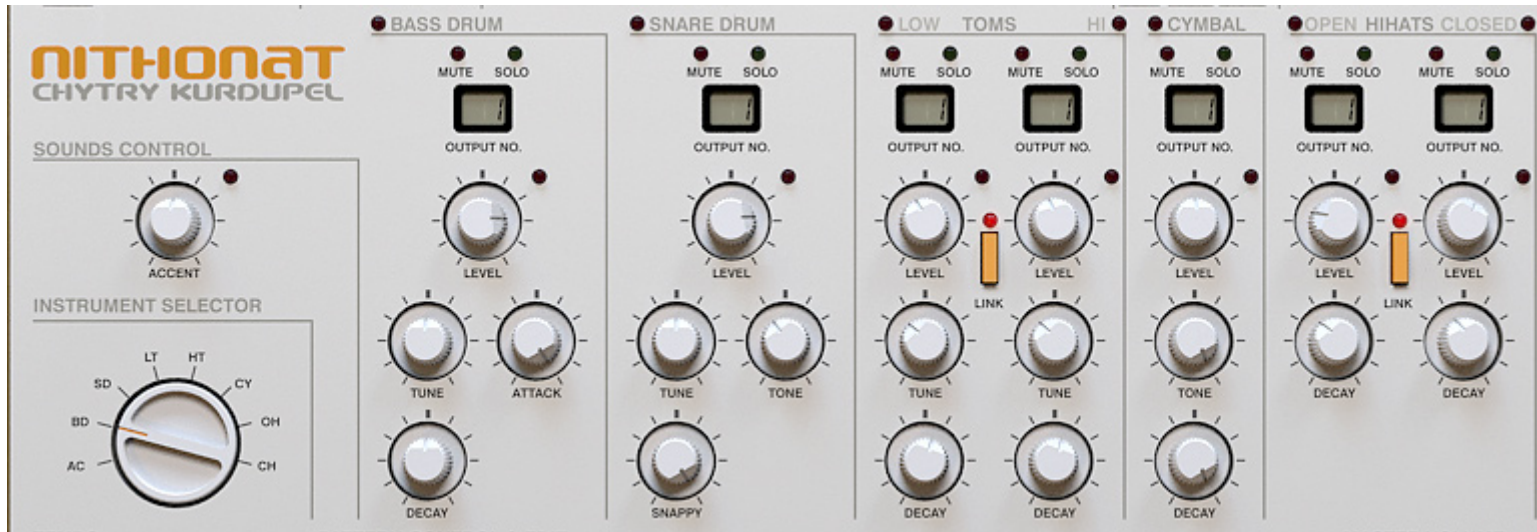 NITHONAT
CHYTRY KURDUPEL
SOUNDS CONTROL
ACCENT
INSTRUMENT SELECTOR
LT HT
SD CY
BD OH
AC CH
BASS DRUM
MUTE SOLO
1
OUTPUT NO.
LEVEL
TUNE ATTACK
DECAY
SNARE DRUM
MUTE SOLO
1
OUTPUT NO.
LEVEL
TUNE TONE
SNAPPY
LOW TOMS HI
MUTE SOLO MUTE SOLO
1 1
OUTPUT NO. OUTPUT NO.
LEVEL LEVEL
LINK
TUNE TUNE
DECAY DECAY
CYMBAL
MUTE SOLO
1
OUTPUT NO.
LEVEL
TONE
DECAY
OPEN HIHATS CLOSED
MUTE SOLO MUTE SOLO
1 1
OUTPUT NO. OUTPUT NO.
LEVEL LEVEL
LINK
DECAY DECAY